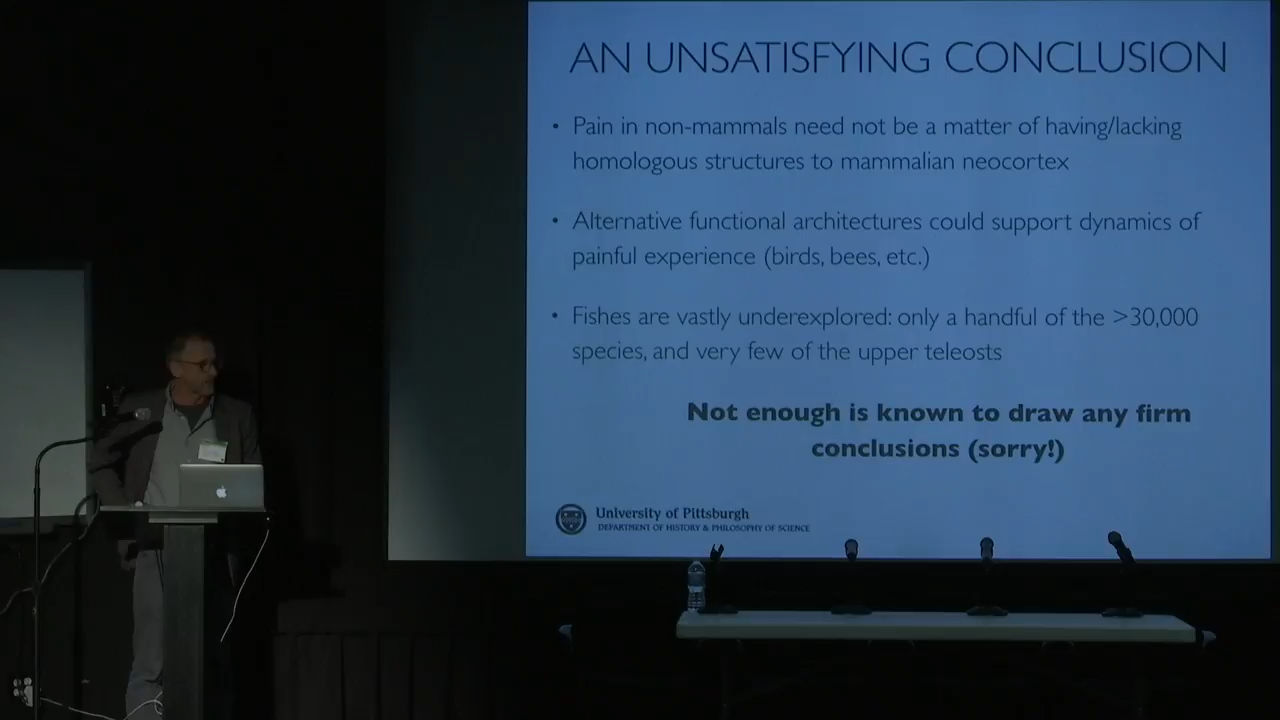 AN UNSATISFYING CONCLUSION
• Pain in non-mammals need not be a matter of having/lacking
homologous structures to mammalian neocortex
• Alternative functional architectures could support dynamics of
painful experience (birds, bees, etc.)
• Fishes are vastly underexplored: only a handful of the >30,000
species, and very few of the upper teleosts
Not enough is known to draw any firm
conclusions (sorry!)
University of Pittsburgh
DEPARTMENT OF HISTORY & PHILOSOPHY OF SCIENCE